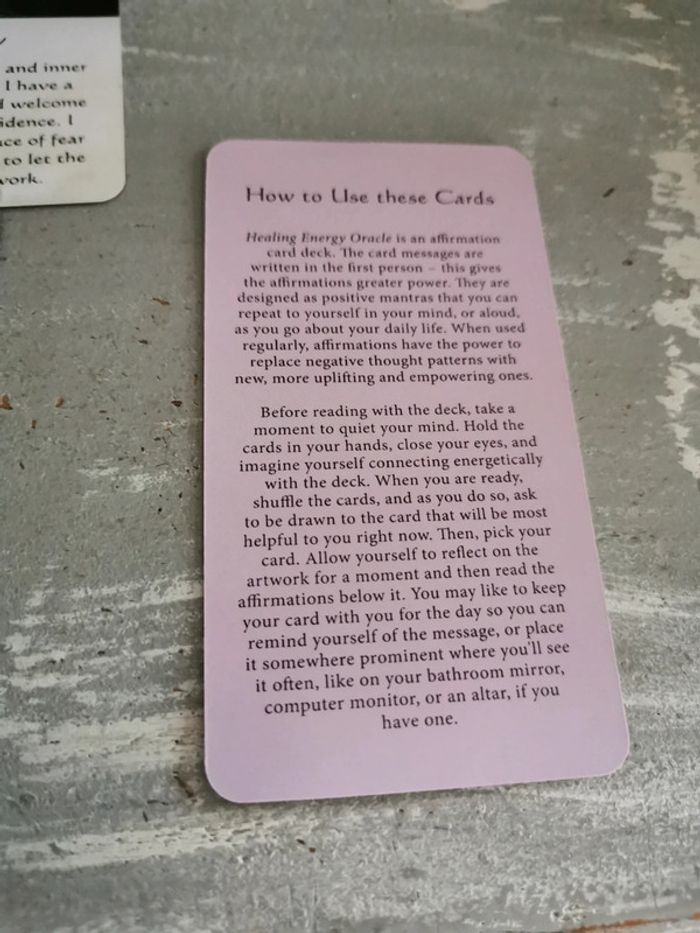 and inner
I have a
welcome
I
of fear
to let the
How to Use these Cards
Healing Energy Oracle is an affirmation
card deck. The card messages are
written in the first person – this gives
the affirmations greater power. They are
designed as positive mantras that you can
repeat to yourself in your mind, or aloud,
as you go about your daily life. When used
regularly, affirmations have the power to
replace negative thought patterns with
new, more uplifting and empowering ones.
Before reading with the deck, take a
moment to quiet your mind. Hold the
cards in your hands, close your eyes, and
imagine yourself connecting energetically
with the deck. When you are ready,
shuffle the cards, and as you do so, ask
to be drawn to the card that will be most
helpful to you right now. Then, pick your
card. Allow yourself to reflect on the
artwork for a moment and then read the
affirmations below it. You may like to keep
your card with you for the day so you can
remind yourself of the message, or place
it somewhere prominent where you'll see
it often, like on your bathroom mirror,
computer monitor, or an altar, if you
have one.